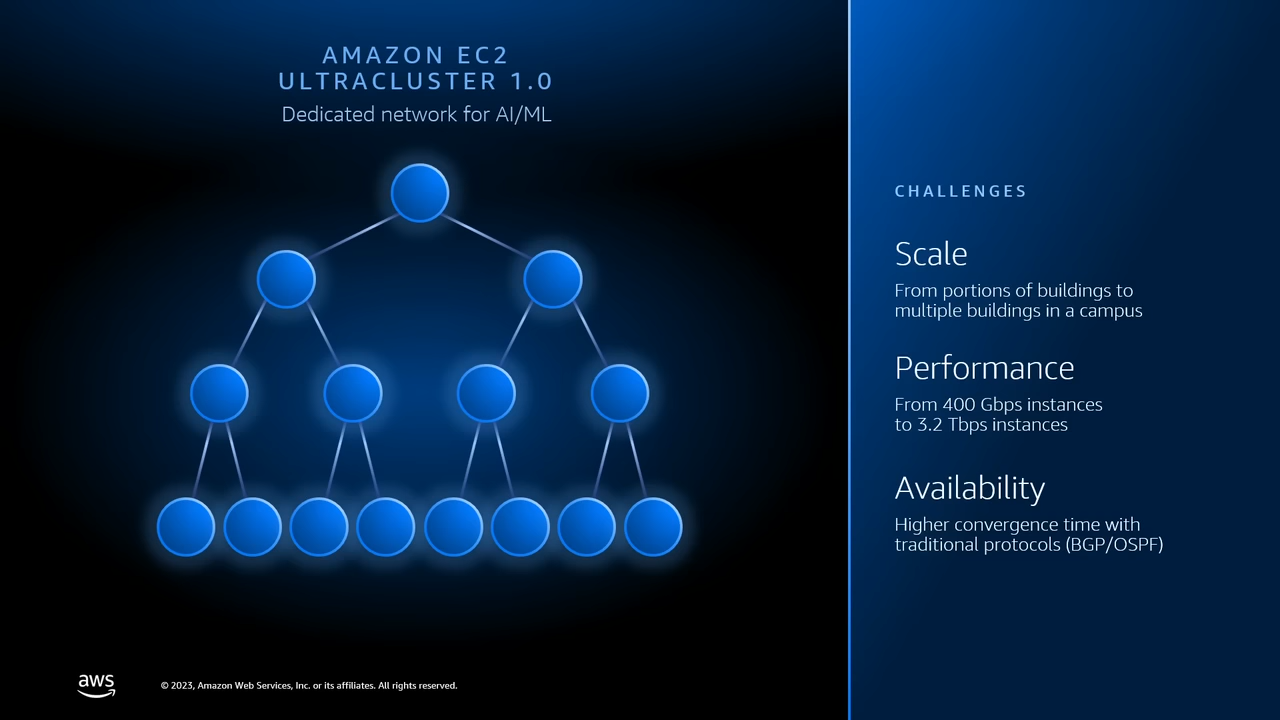 AMAZON EC2
ULTRACLUSTER 1.0
Dedicated network for AI/ML
CHALLENGES
Scale
From portions of buildings to
multiple buildings in a campus
Performance
From 400 Gbps instances
to 3.2 Tbps instances
Availability
Higher convergence time with
traditional protocols (BGP/OSPF)
aws
© 2023, Amazon Web Services, Inc. or its affiliates. All rights reserved.